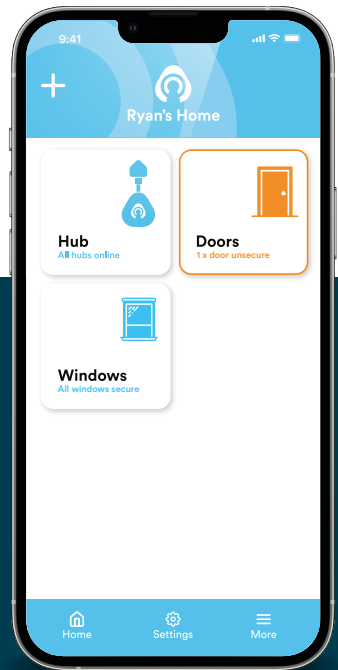 9:41
Ryan's Home
Hub
All hubs online
Doors
1 x door unsecure
Windows
All windows secure
Home
Settings
More